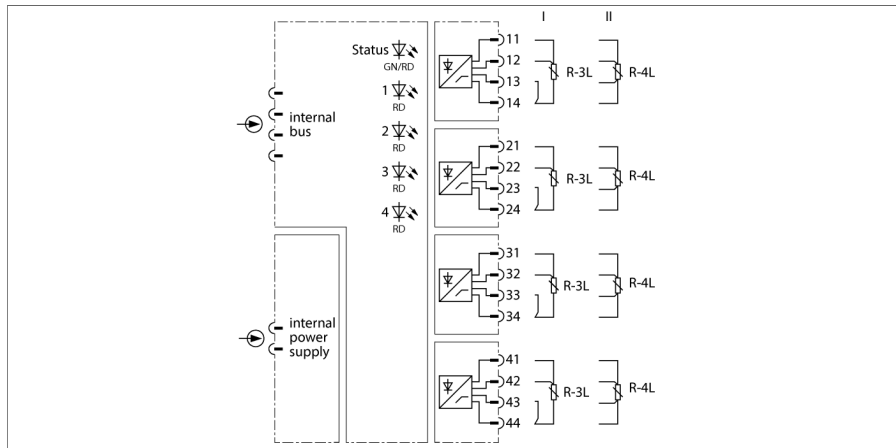 I II
Status
GN/RD
1
RD
2
RD
3
RD
4
RD
internal
bus
internal
power
supply
11
12
13
14
R-3L R-4L
21
22
23
24
R-3L R-4L
31
32
33
34
R-3L R-4L
41
42
43
44
R-3L R-4L